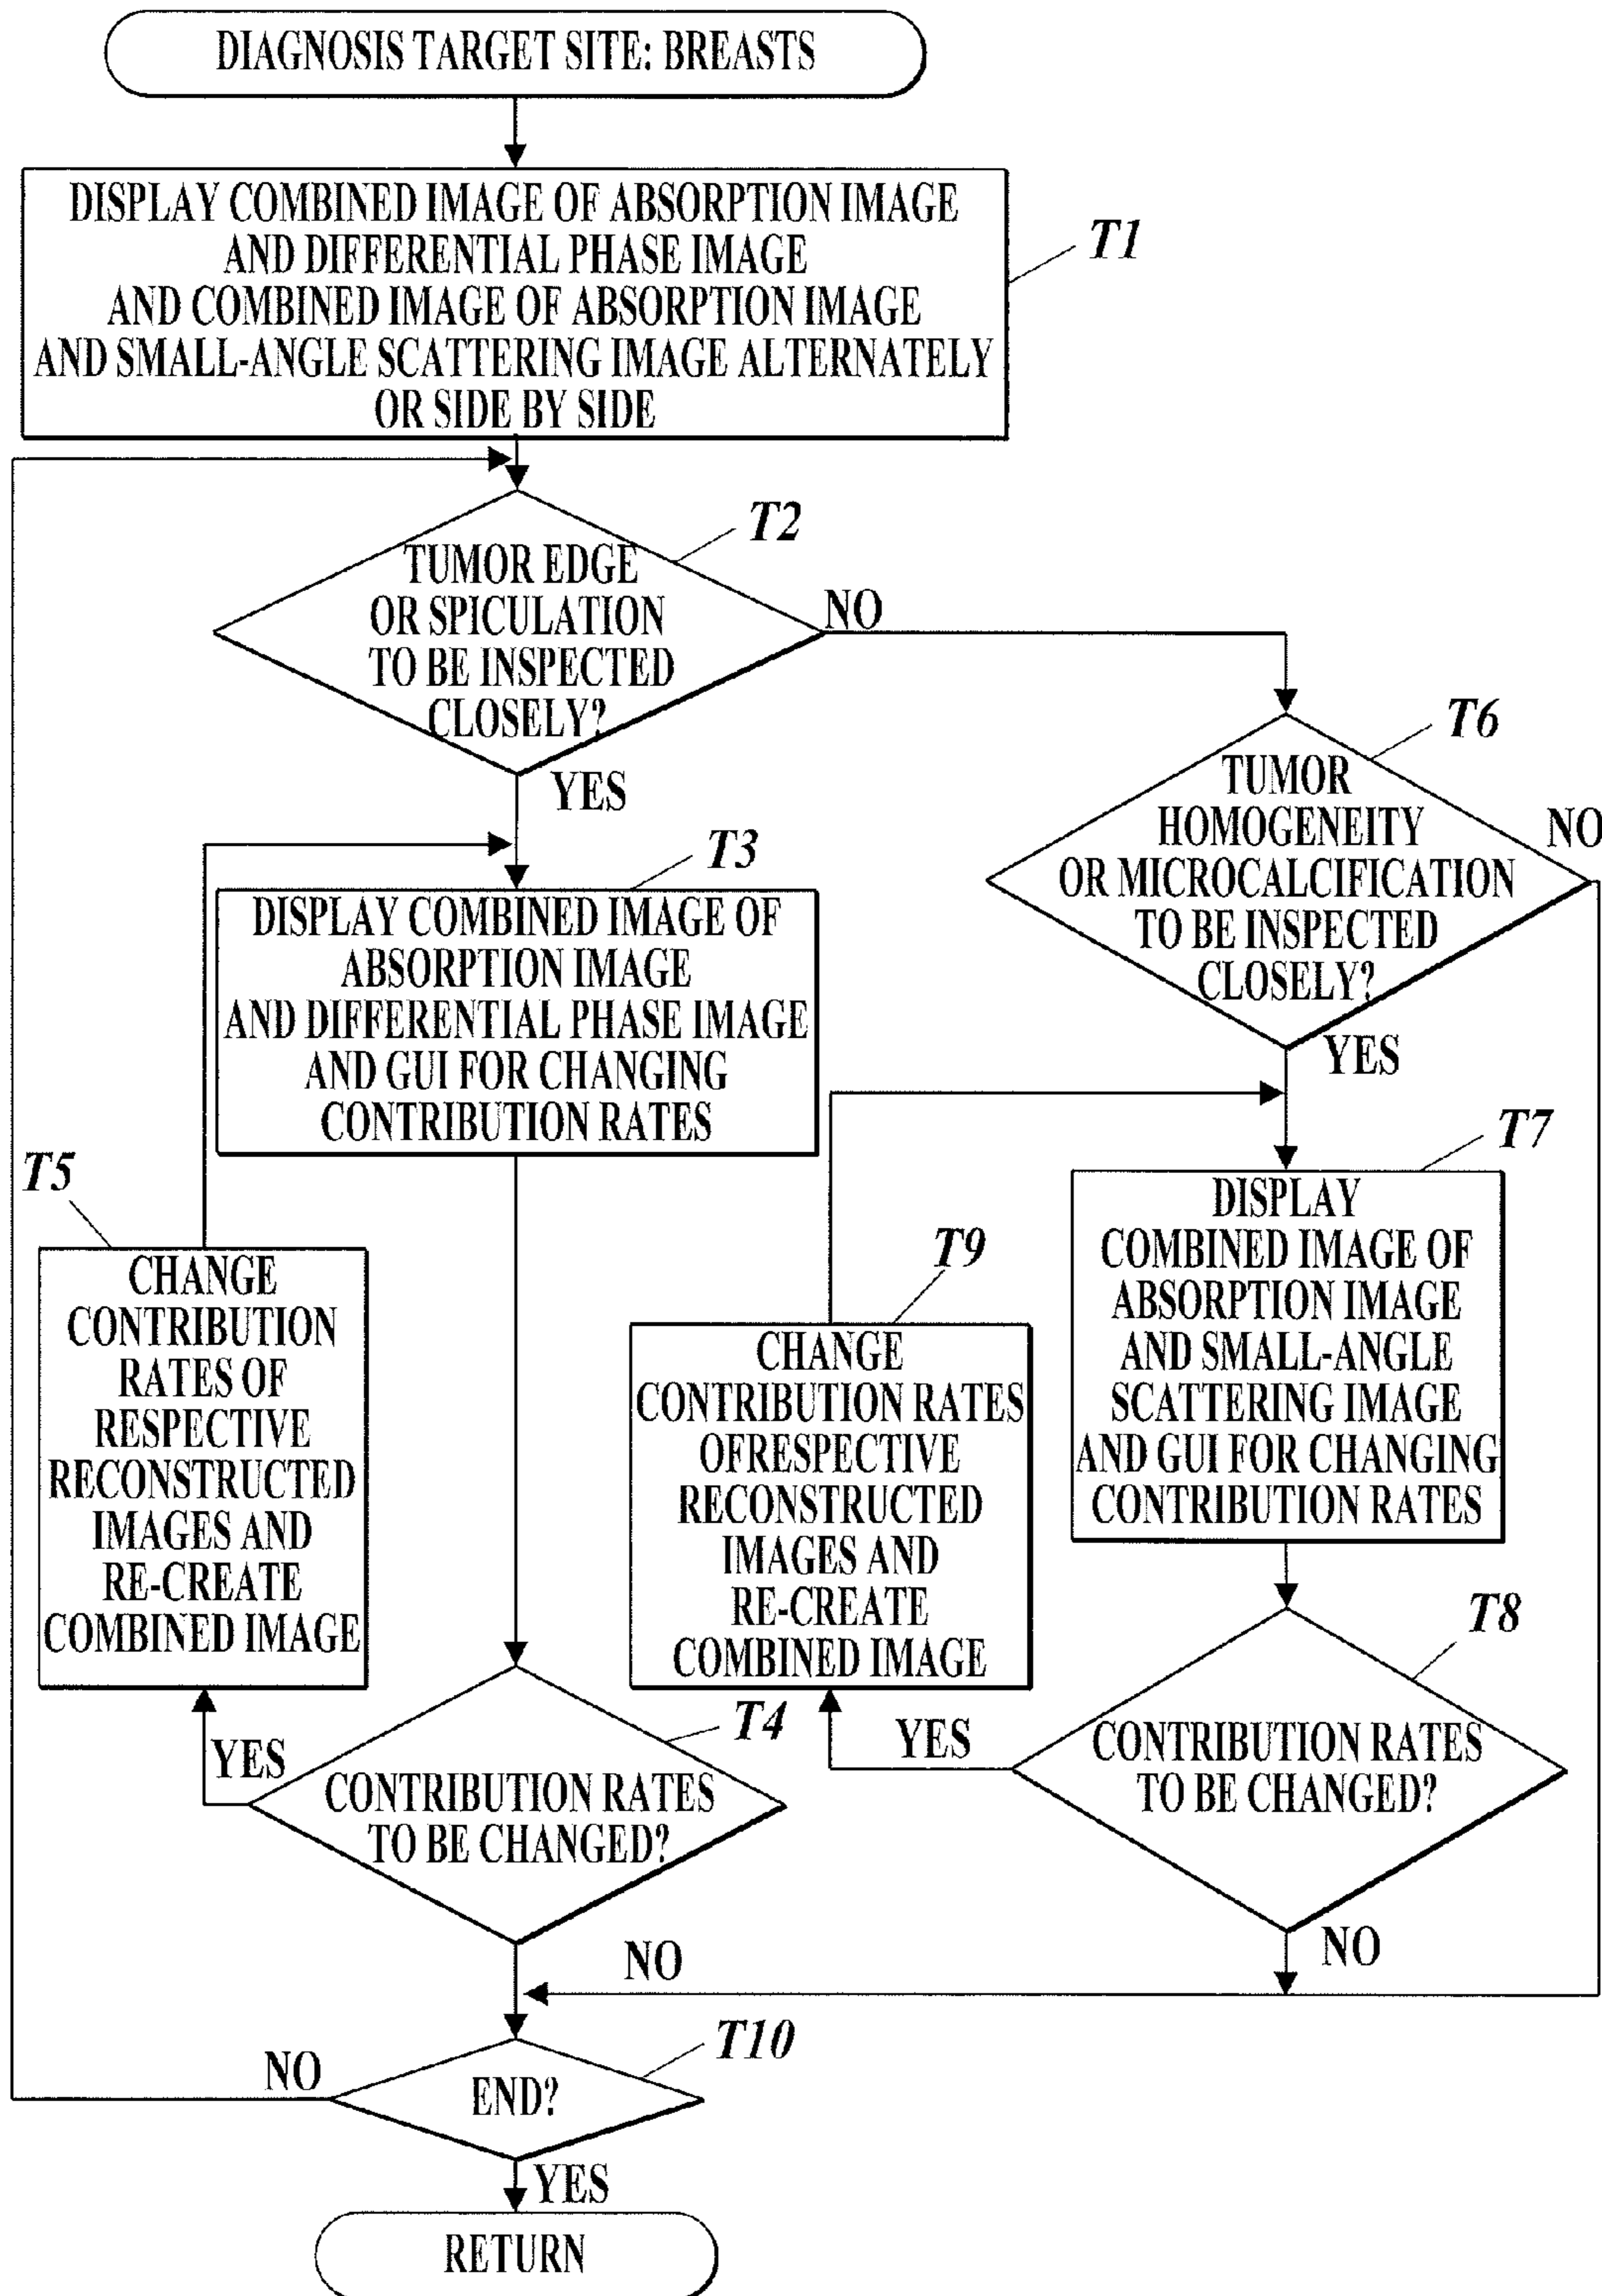 DIAGNOSIS TARGET SITE: BREASTS
DISPLAY COMBINED IMAGE OF ABSORPTION IMAGE
AND DIFFERENTIAL PHASE IMAGE
AND COMBINED IMAGE OF ABSORPTION IMAGE
AND SMALL-ANGLE SCATTERING IMAGE ALTERNATELY
OR SIDE BY SIDE
T1
T2
TUMOR EDGE
OR SPICULATION
TO BE INSPECTED
CLOSELY?
NO
YES
T3
DISPLAY COMBINED IMAGE OF
ABSORPTION IMAGE
AND DIFFERENTIAL PHASE IMAGE
AND GUI FOR CHANGING
CONTRIBUTION RATES
T5
CHANGE
CONTRIBUTION
RATES OF
RESPECTIVE
RECONSTRUCTED
IMAGES AND
RE-CREATE
COMBINED IMAGE
YES
T4
CONTRIBUTION RATES
TO BE CHANGED?
NO
T6
TUMOR
HOMOGENEITY
OR MICROCALCIFICATION
TO BE INSPECTED
CLOSELY?
NO
YES
T7
DISPLAY
COMBINED IMAGE OF
ABSORPTION IMAGE
AND SMALL-ANGLE
SCATTERING IMAGE
AND GUI FOR CHANGING
CONTRIBUTION RATES
T9
CHANGE
CONTRIBUTION RATES
OFRESPECTIVE
RECONSTRUCTED
IMAGES AND
RE-CREATE
COMBINED IMAGE
YES
T8
CONTRIBUTION RATES
TO BE CHANGED?
NO
T10
END?
NO
YES
RETURN